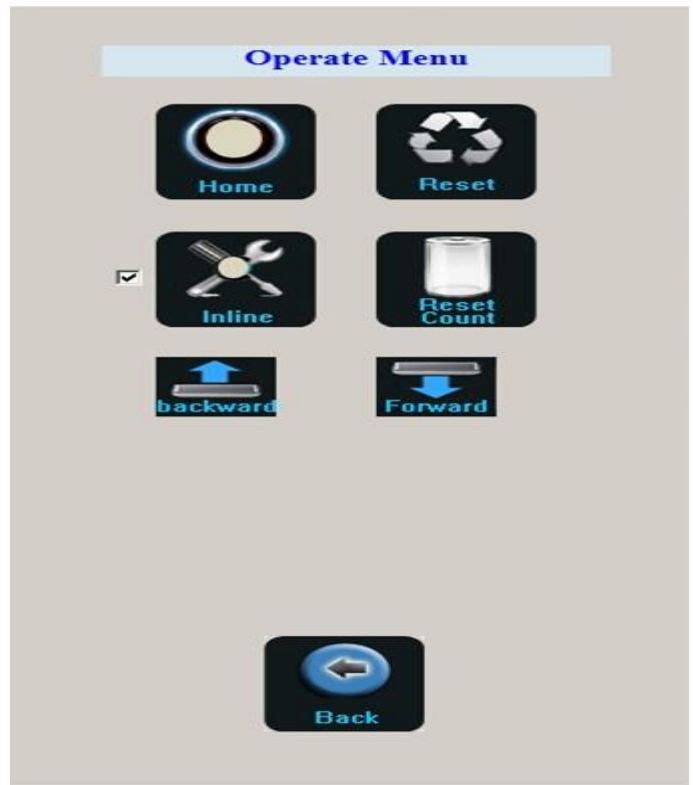 Operate Menu
Home
Reset
Inline
Reset
Count
backward
Forward
Back